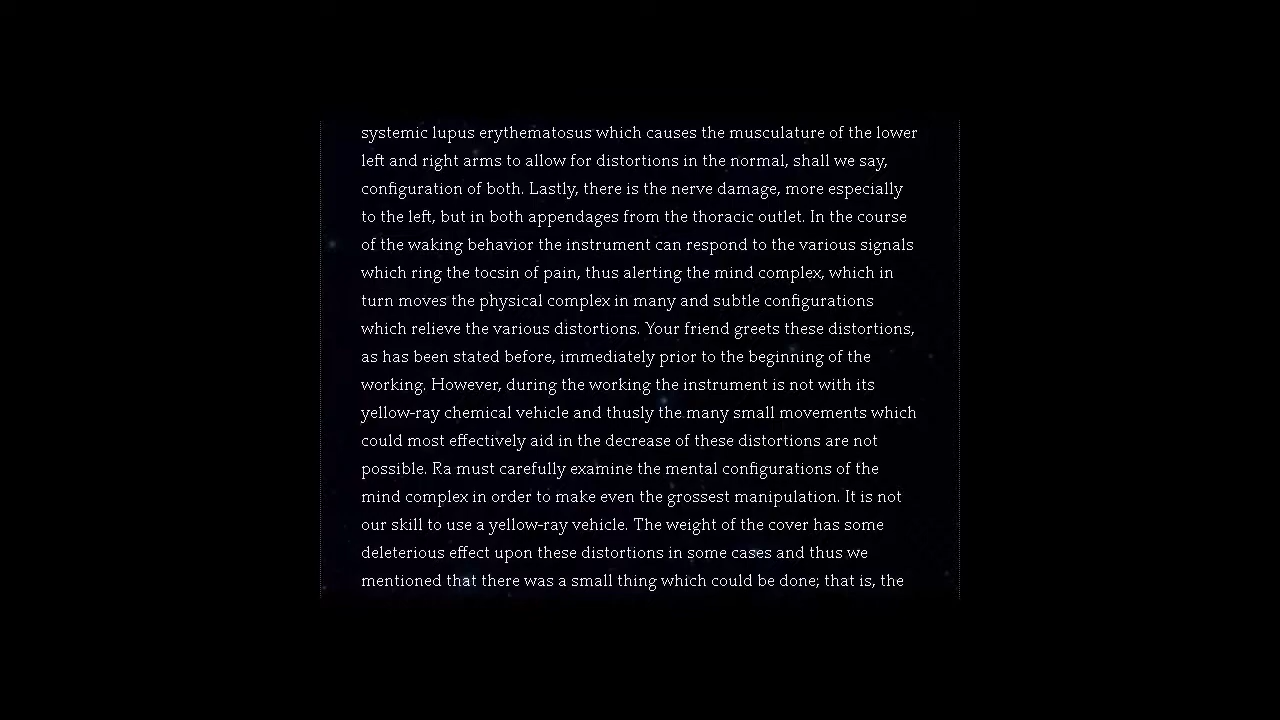 systemic lupus erythematosus which causes the musculature of the lower
left and right arms to allow for distortions in the normal, shall we say,
configuration of both. Lastly, there is the nerve damage, more especially
to the left, but in both appendages from the thoracic outlet. In the course
of the waking behavior the instrument can respond to the various signals
which ring the tocsin of pain, thus alerting the mind complex, which in
turn moves the physical complex in many and subtle configurations
which relieve the various distortions. Your friend greets these distortions,
as has been stated before, immediately prior to the beginning of the
working. However, during the working the instrument is not with its
yellow-ray chemical vehicle and thusly the many small movements which
could most effectively aid in the decrease of these distortions are not
possible. Ra must carefully examine the mental configurations of the
mind complex in order to make even the grossest manipulation. It is not
our skill to use a yellow-ray vehicle. The weight of the cover has some
deleterious effect upon these distortions in some cases and thus we
mentioned that there was a small thing which could be done; that is, the